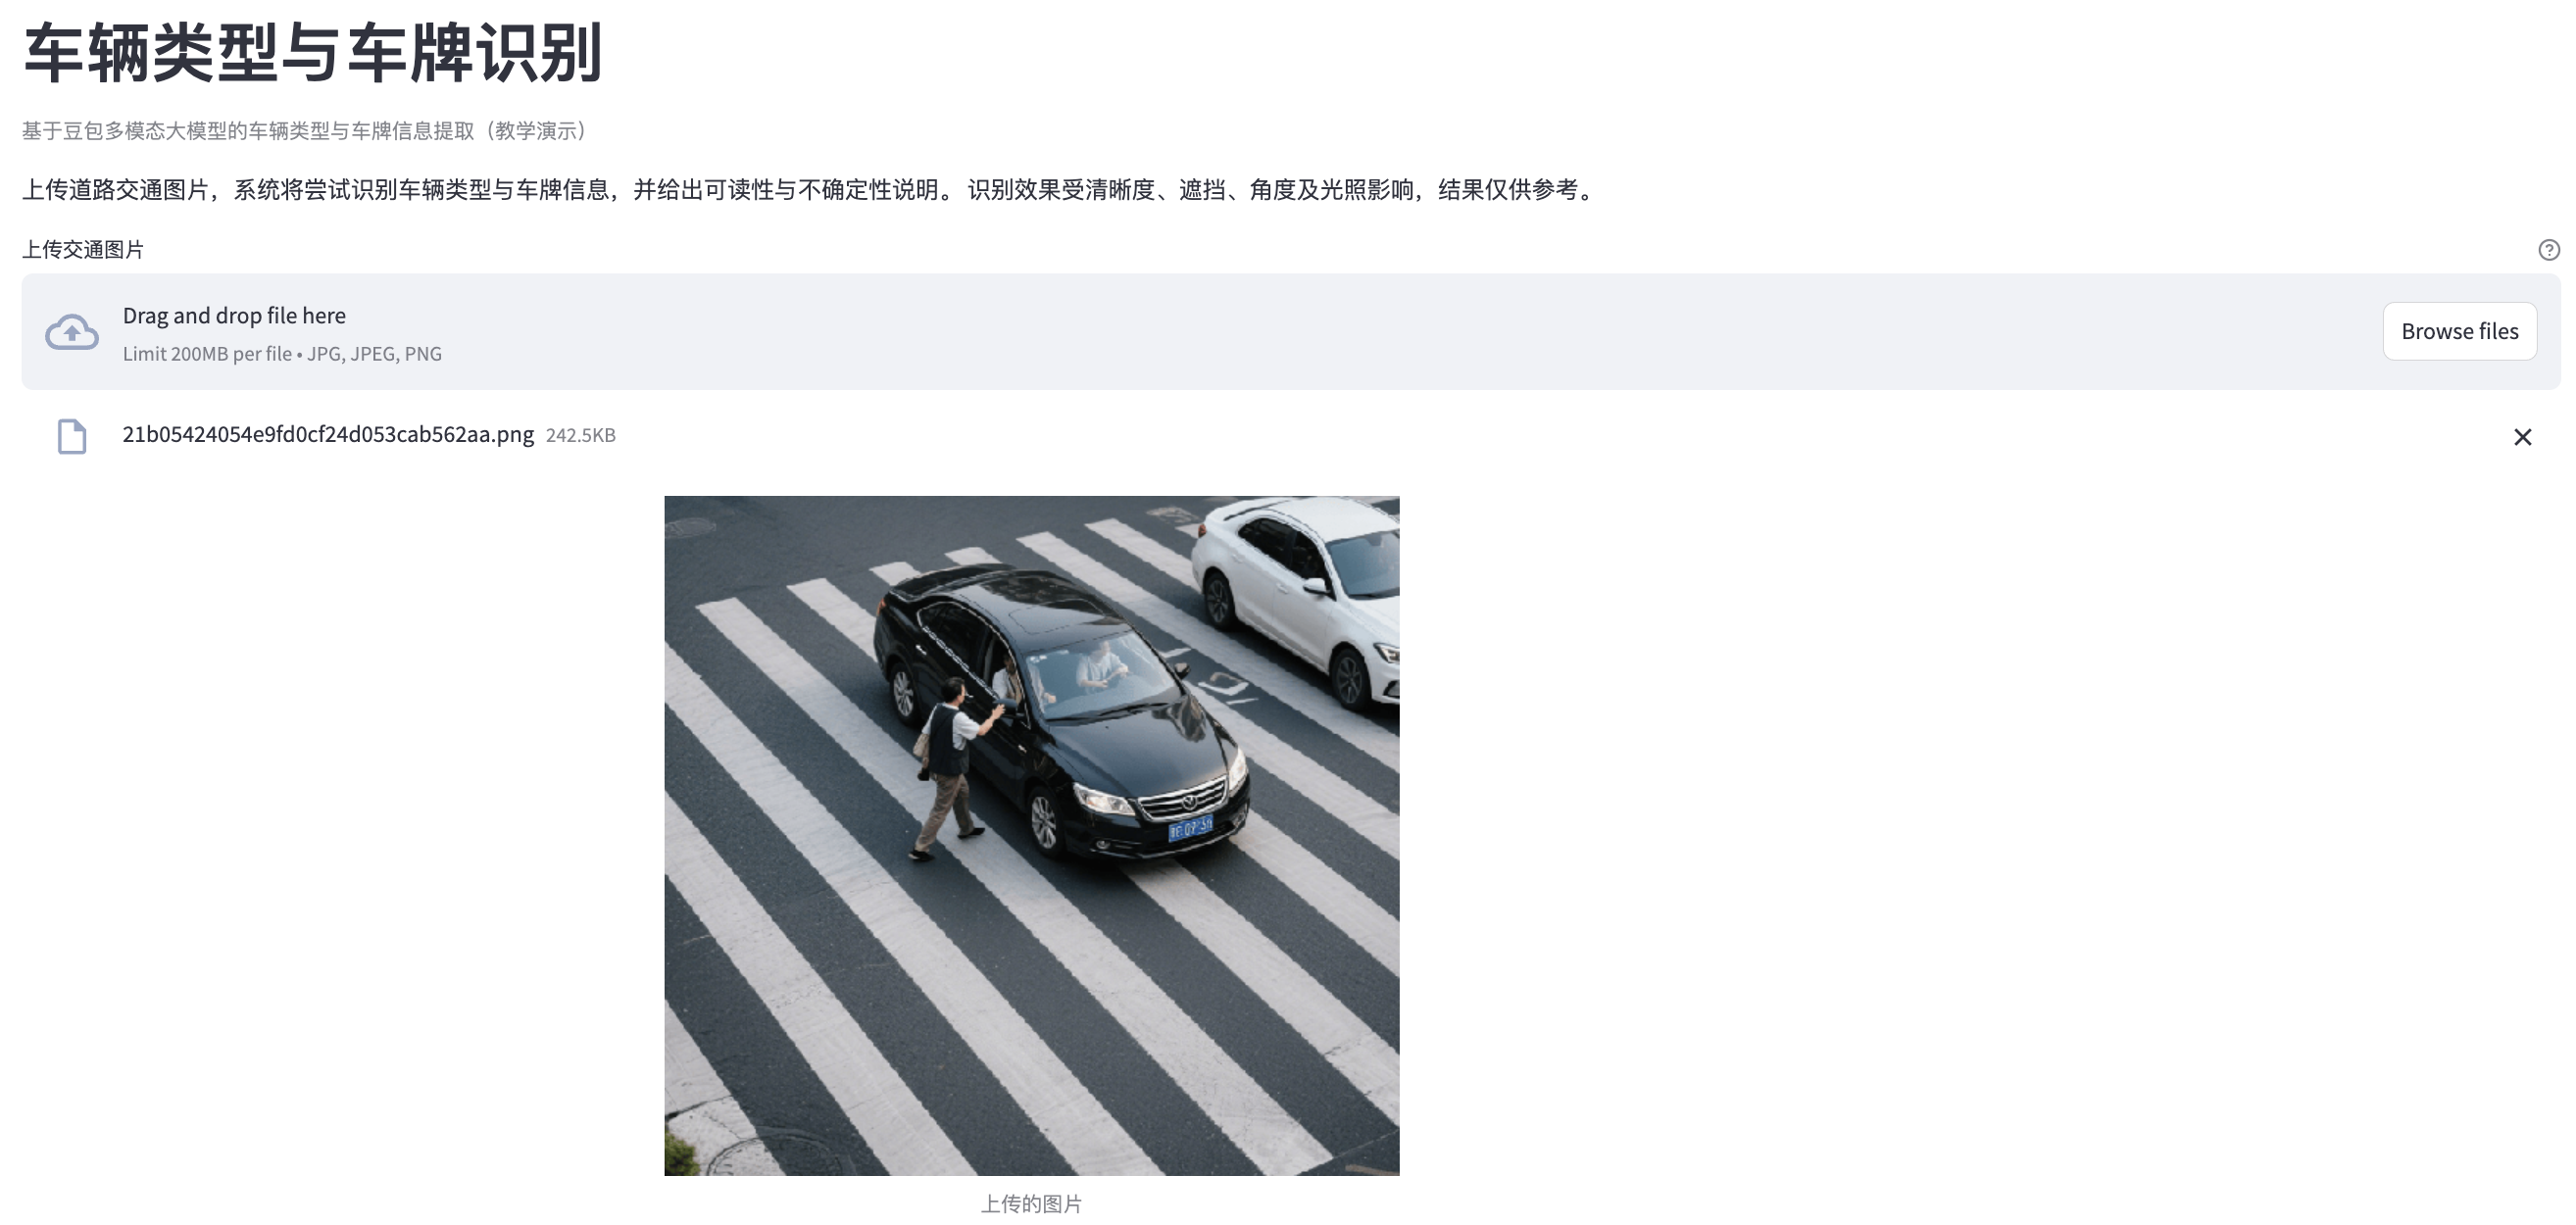 车辆类型与车牌识别
基于豆包多模态大模型的车辆类型与车牌信息提取（教学演示）
上传道路交通图片，系统将尝试识别车辆类型与车牌信息，并给出可读性与不确定性说明。 识别效果受清晰度、遮挡、角度及光照影响，结果仅供参考。
上传交通图片
Drag and drop file here
Limit 200MB per file • JPG, JPEG, PNG
Browse files
21b05424054e9fd0cf24d053cab562aa.png 242.5KB
上传的图片